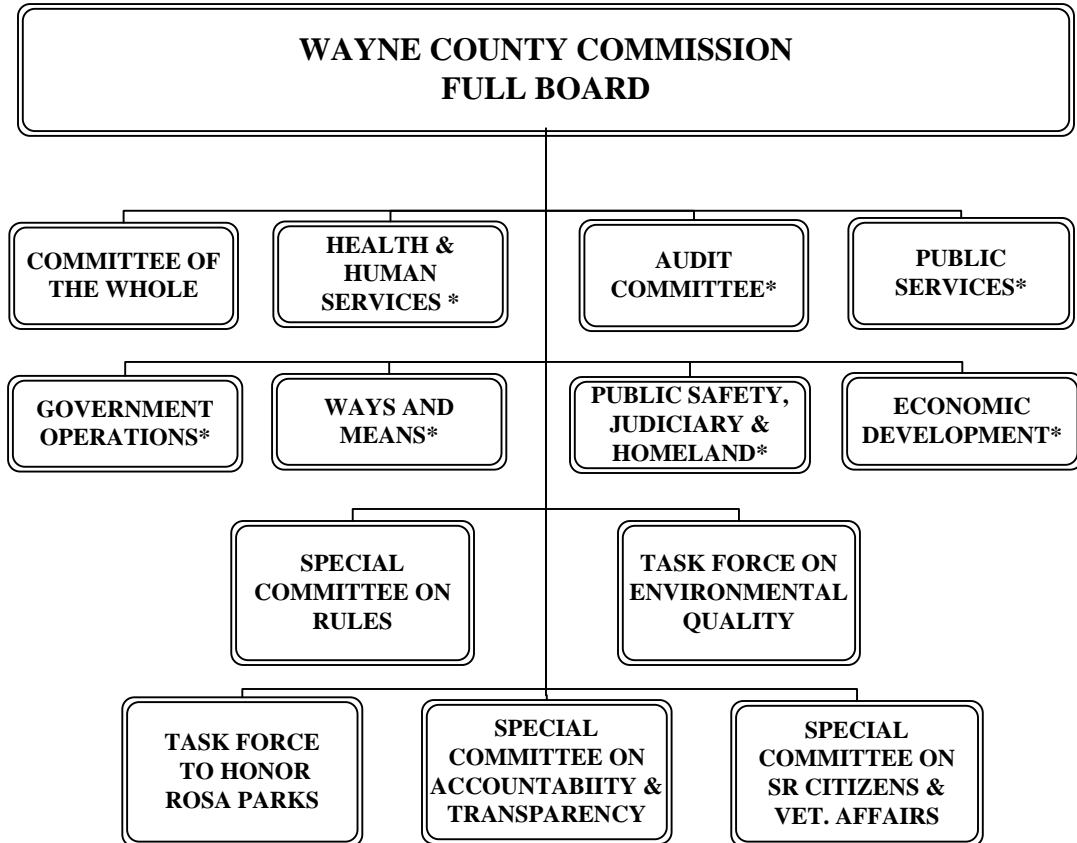 WAYNE COUNTY COMMISSION
FULL BOARD
COMMITTEE OF
THE WHOLE
HEALTH &
HUMAN
SERVICES *
AUDIT
COMMITTEE*
PUBLIC
SERVICES*
GOVERNMENT
OPERATIONS*
WAYS AND
MEANS*
PUBLIC SAFETY,
JUDICIARY &
HOMELAND*
ECONOMIC
DEVELOPMENT*
SPECIAL
COMMITTEE ON
RULES
TASK FORCE ON
ENVIRONMENTAL
QUALITY
TASK FORCE
TO HONOR
ROSA PARKS
SPECIAL
COMMITTEE ON
ACCOUNTABIITY &
TRANSPARENCY
SPECIAL
COMMITTEE ON
SR CITIZENS &
VET. AFFAIRS